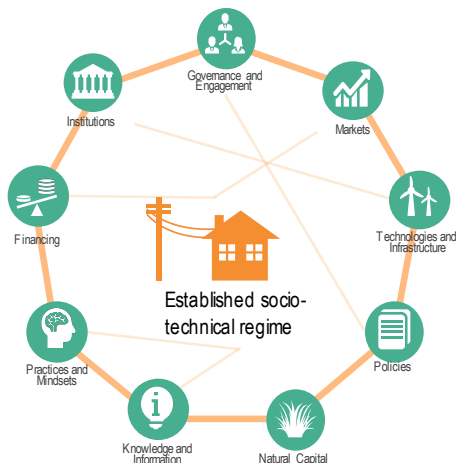 Governance and
Engagement
Institutions
Markets
Financing
Technologies and
Infrastructure
Established socio-
technical regime
Practices and
Mindsets
Policies
Knowledge and
Information
Natural Capital